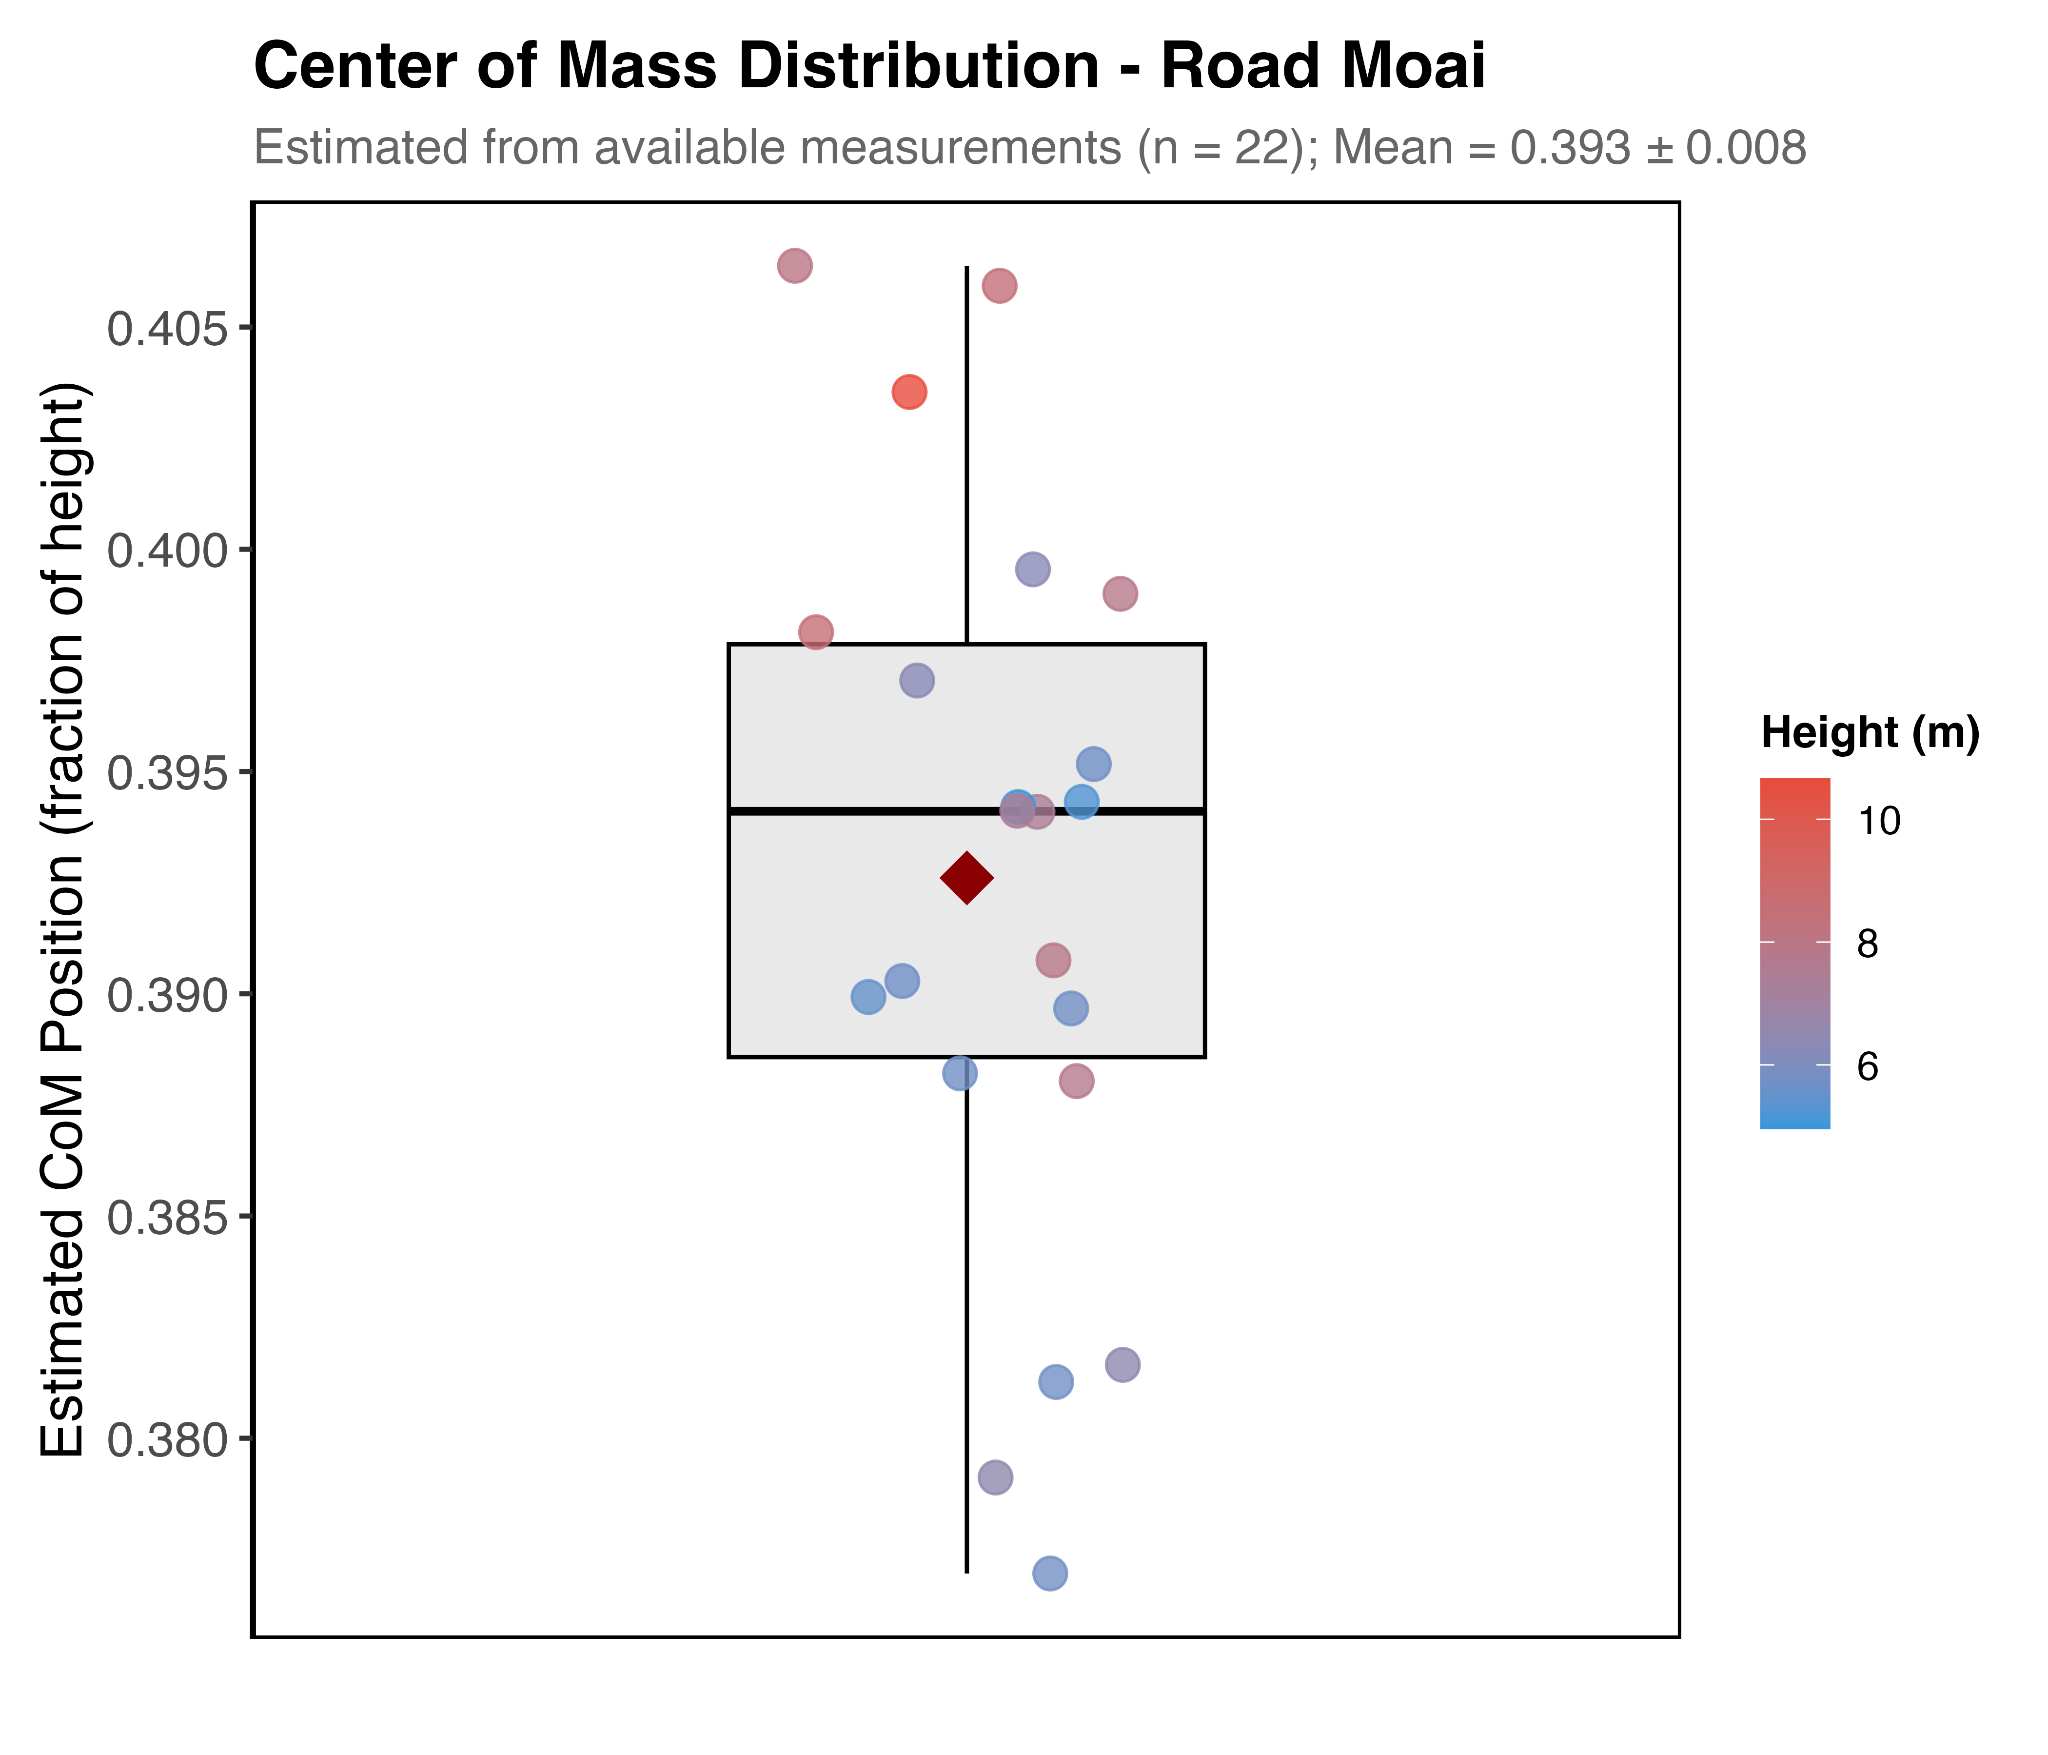 Center of Mass Distribution - Road Moai
Estimated from available measurements (n = 22); Mean = 0.393 ± 0.008
Estimated CoM Position (fraction of height)
0.405
0.400
0.395
0.390
0.385
0.380
Height (m)
10
8
6